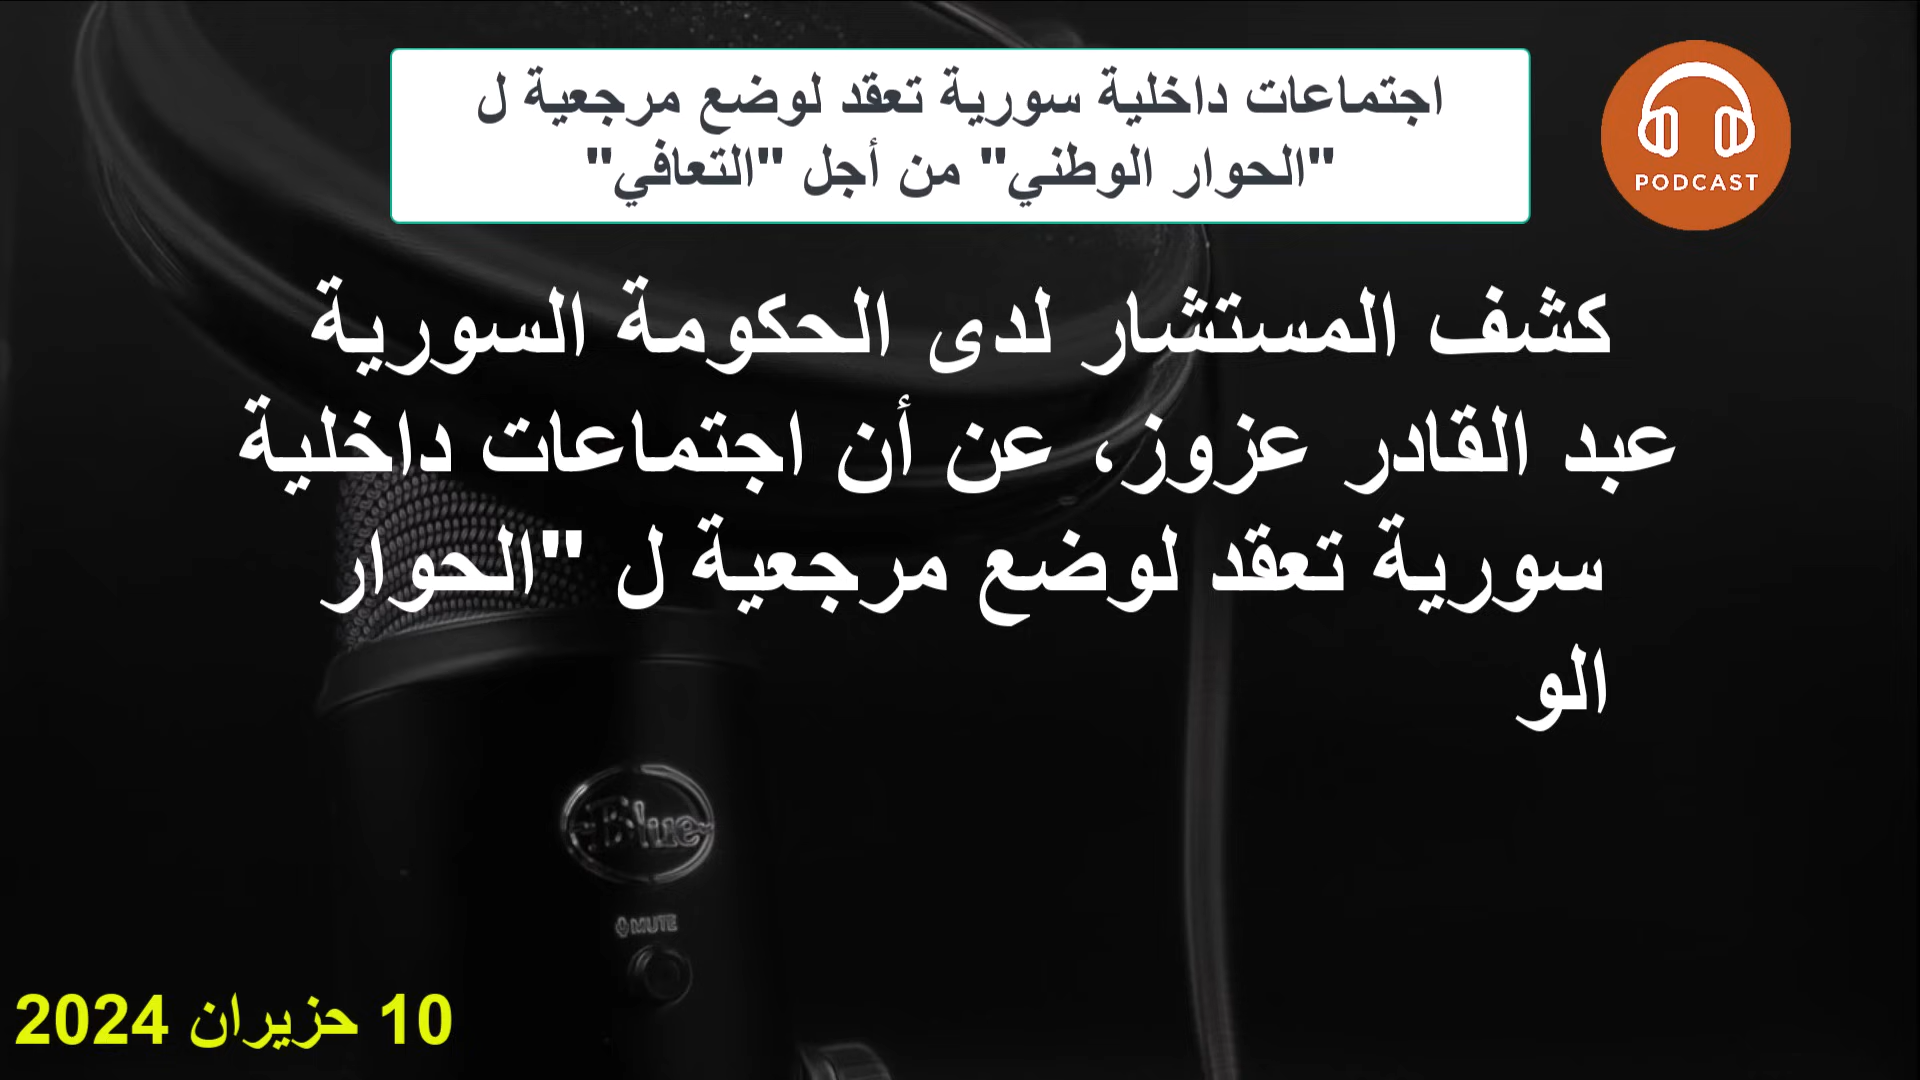 اجتماعات داخلية سورية تعقد لوضع مرجعية ل
"الحوار الوطني" من أجل "التعافي"
PODCAST
كشف المستشار لدى الحكومة السورية
عبد القادر عزوز، عن أن اجتماعات داخلية
سورية تعقد لوضع مرجعية ل "الحوار
الو
Blue
MUTE
10 حزيران 2024